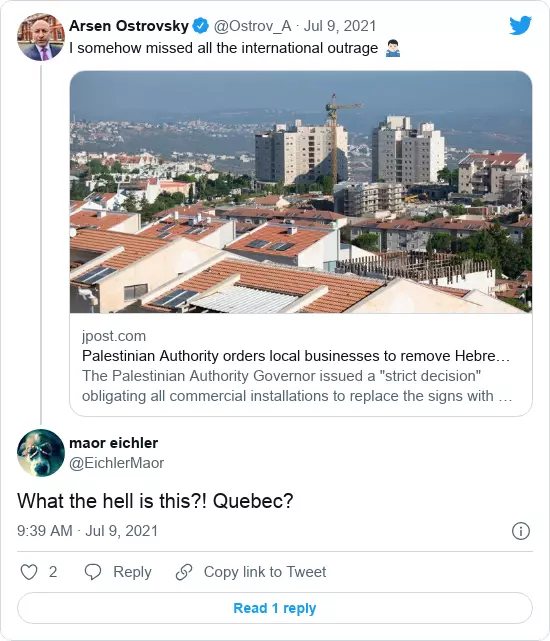 Arsen Ostrovsky @Ostrov_A · Jul 9, 2021
I somehow missed all the international outrage 🤷🏻‍♂️
jpost.com
Palestinian Authority orders local businesses to remove Hebre…
The Palestinian Authority Governor issued a "strict decision"
obligating all commercial installations to replace the signs with …
maor eichler
@EichlerMaor
What the hell is this?! Quebec?
9:39 AM · Jul 9, 2021
2 Reply Copy link to Tweet
Read 1 reply